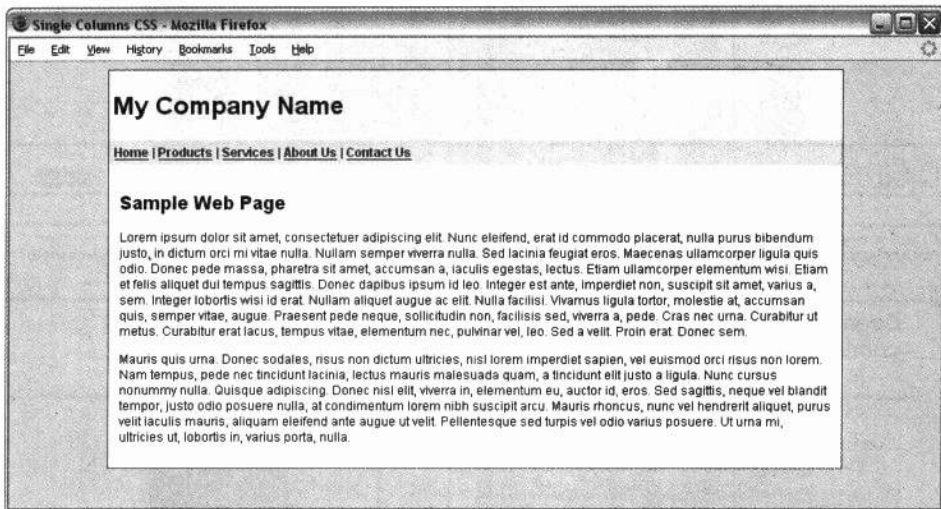 Single Columns CSS - Mozilla Firefox
File Edit View History Bookmarks Tools Help
My Company Name
Home | Products | Services | About Us | Contact Us
Sample Web Page
Lorem ipsum dolor sit amet, consectetuer adipiscing elit. Nunc eleifend, erat id commodo placerat, nulla purus bibendum
justo, in dictum orci mi vitae nulla. Nullam semper viverra nulla. Sed lacinia feugiat eros. Maecenas ullamcorper ligula quis
odio. Donec pede massa, pharetra sit amet, accumsan a, iaculis egestas, lectus. Etiam ullamcorper elementum wisi. Etiam
et felis aliquet dui tempus sagittis. Donec dapibus ipsum id leo. Integer est ante, imperdiet non, suscipit sit amet, varius a,
sem. Integer lobortis wisi id erat. Nullam aliquet augue ac elit. Nulla facilisi. Vivamus ligula tortor, molestie at, accumsan
quis, semper vitae, augue. Praesent pede neque, sollicitudin non, facilisis sed, viverra a, pede. Cras nec urna. Curabitur ut
metus. Curabitur erat lacus, tempus vitae, elementum nec, pulvinar vel, leo. Sed a velit. Proin erat. Donec sem.
Mauris quis urna. Donec sodales, risus non dictum ultricies, nisl lorem imperdiet sapien, vel euismod orci risus non lorem.
Nam tempus, pede nec tincidunt lacinia, lectus mauris malesuada quam, a tincidunt elit justo a ligula. Nunc cursus
nonummy nulla. Quisque adipiscing. Donec nisl elit, viverra in, elementum eu, auctor id, eros. Sed sagittis, neque vel blandit
tempor, justo odio posuere nulla, at condimentum lorem nibh suscipit arcu. Mauris rhoncus, nunc vel hendrerit aliquet, purus
velit iaculis mauris, aliquam eleifend ante augue ut velit. Pellentesque sed turpis vel odio varius posuere. Ut urna mi,
ultricies ut, lobortis in, varius porta, nulla.